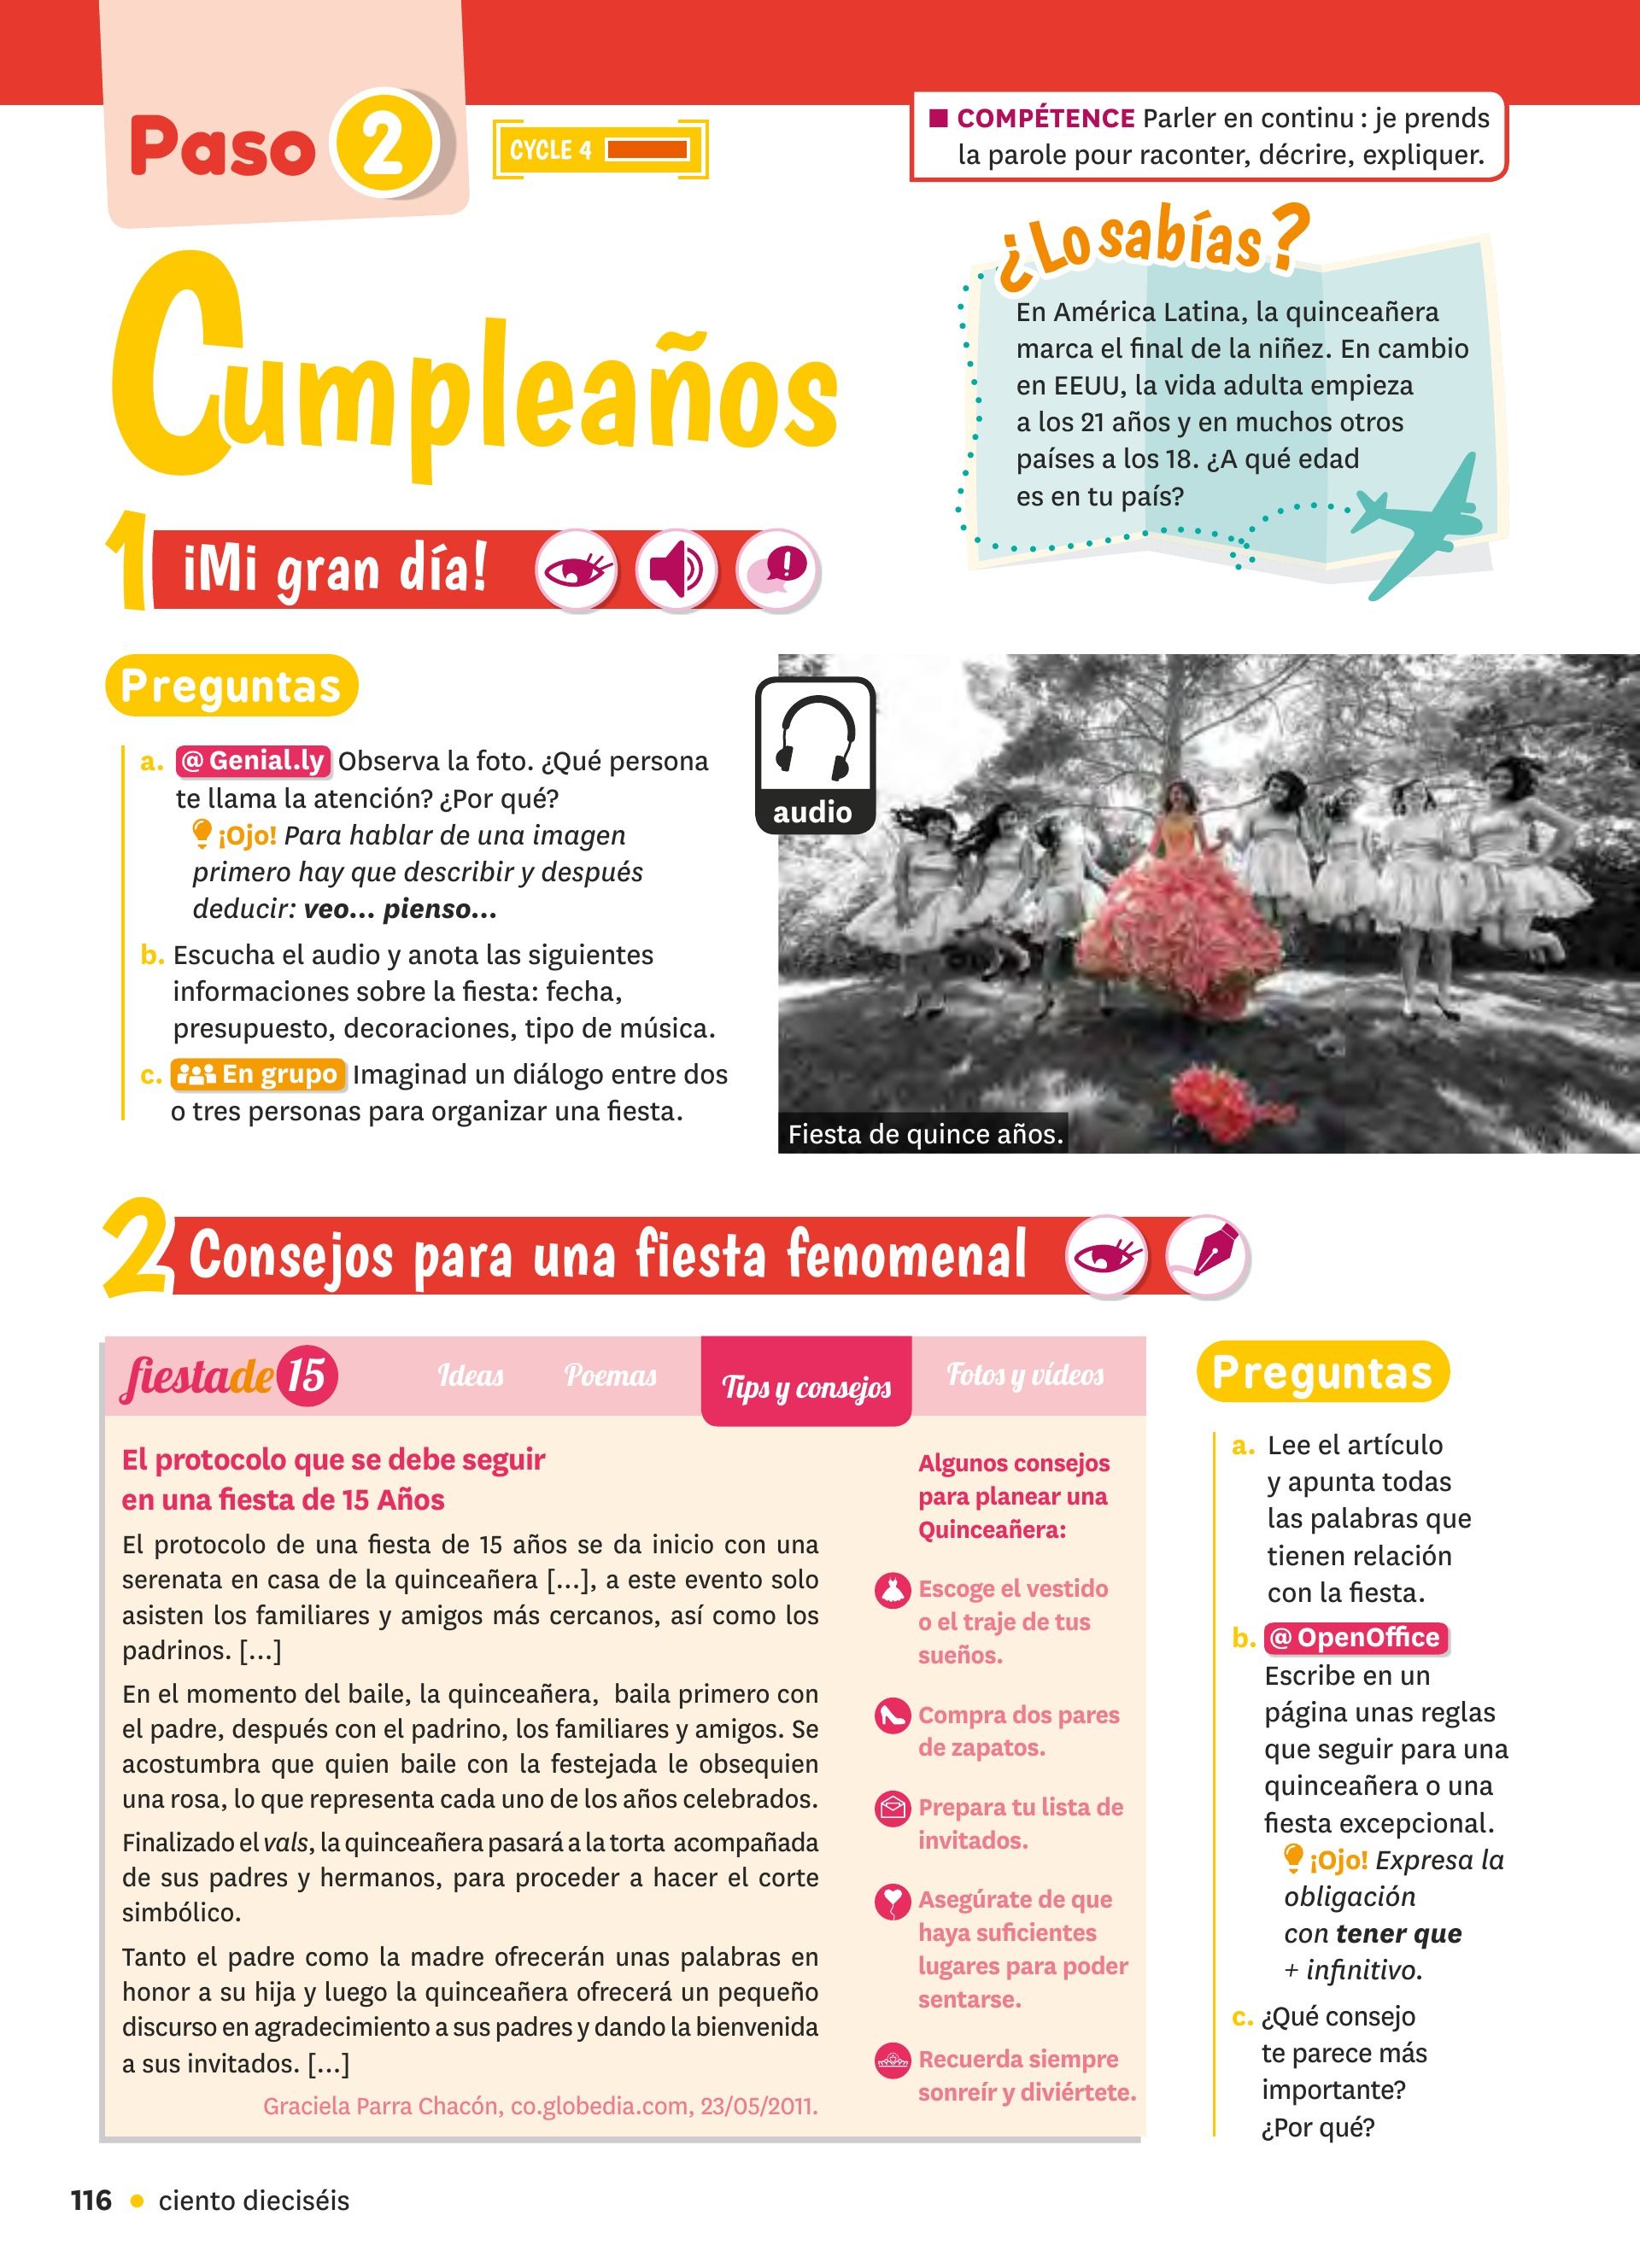 Paso 2
CYCLE 4
■ COMPÉTENCE Parler en continu : je prends
la parole pour raconter, décrire, expliquer.
Cumpleaños
¿Lo sabías?
En América Latina, la quinceañera
marca el final de la niñez. En cambio
en EEUU, la vida adulta empieza
a los 21 años y en muchos otros
países a los 18. ¿A qué edad
es en tu país?
1 ¡Mi gran día!
Preguntas
a. @ Genial.ly Observa la foto. ¿Qué persona
te llama la atención? ¿Por qué?
¡Ojo! Para hablar de una imagen
primero hay que describir y después
deducir: veo... pienso...
b. Escucha el audio y anota las siguientes
informaciones sobre la fiesta: fecha,
presupuesto, decoraciones, tipo de música.
c. En grupo Imaginad un diálogo entre dos
o tres personas para organizar una fiesta.
audio
Fiesta de quince años.
2 Consejos para una fiesta fenomenal
fiestade 15
Ideas
Poemas
Tips y consejos
Fotos y vídeos
El protocolo que se debe seguir
en una fiesta de 15 Años
El protocolo de una fiesta de 15 años se da inicio con una
serenata en casa de la quinceañera [...], a este evento solo
asisten los familiares y amigos más cercanos, así como los
padrinos. [...]
En el momento del baile, la quinceañera, baila primero con
el padre, después con el padrino, los familiares y amigos. Se
acostumbra que quien baile con la festejada le obsequien
una rosa, lo que representa cada uno de los años celebrados.
Finalizado el vals, la quinceañera pasará a la torta acompañada
de sus padres y hermanos, para proceder a hacer el corte
simbólico.
Tanto el padre como la madre ofrecerán unas palabras en
honor a su hija y luego la quinceañera ofrecerá un pequeño
discurso en agradecimiento a sus padres y dando la bienvenida
a sus invitados. [...]
Graciela Parra Chacón, co.globedia.com, 23/05/2011.
Algunos consejos
para planear una
Quinceañera:
Escoge el vestido
o el traje de tus
sueños.
Compra dos pares
de zapatos.
Prepara tu lista de
invitados.
Asegúrate de que
haya suficientes
lugares para poder
sentarse.
Recuerda siempre
sonreír y diviértete.
Preguntas
a. Lee el artículo
y apunta todas
las palabras que
tienen relación
con la fiesta.
b. @ OpenOffice
Escribe en un
página unas reglas
que seguir para una
quinceañera o una
fiesta excepcional.
¡Ojo! Expresa la
obligación
con tener que
+ infinitivo.
c. ¿Qué consejo
te parece más
importante?
¿Por qué?
116 • ciento dieciséis